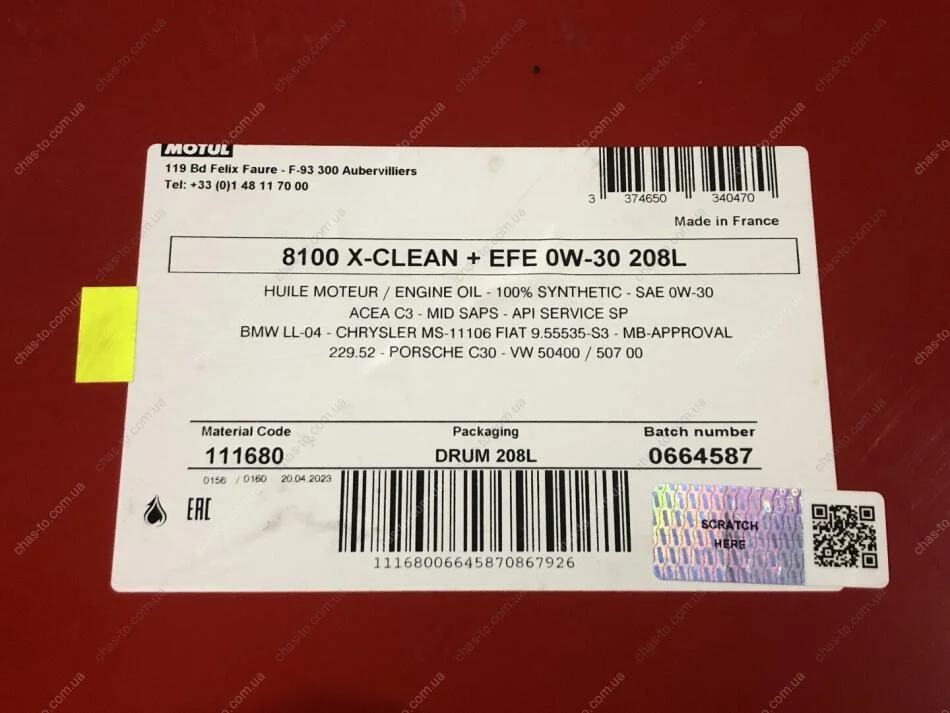 MOTUL
119 Bd Felix Faure - F-93 300 Aubervilliers
Tel: +33 (0)1 48 11 70 00
3 374650 340470
Made in France
8100 X-CLEAN + EFE 0W-30 208L
HUILE MOTEUR / ENGINE OIL - 100% SYNTHETIC - SAE 0W-30
ACEA C3 - MID SAPS - API SERVICE SP
BMW LL-04 - CHRYSLER MS-11106 FIAT 9.55535-S3 - MB-APPROVAL
229.52 - PORSCHE C30 - VW 50400 / 507 00
Material Code Packaging Batch number
111680 DRUM 208L 0664587
0156 / 0160 20.04.2023
EAC
11168006645870867926
SCRATCH
HERE
chas-to.com.ua